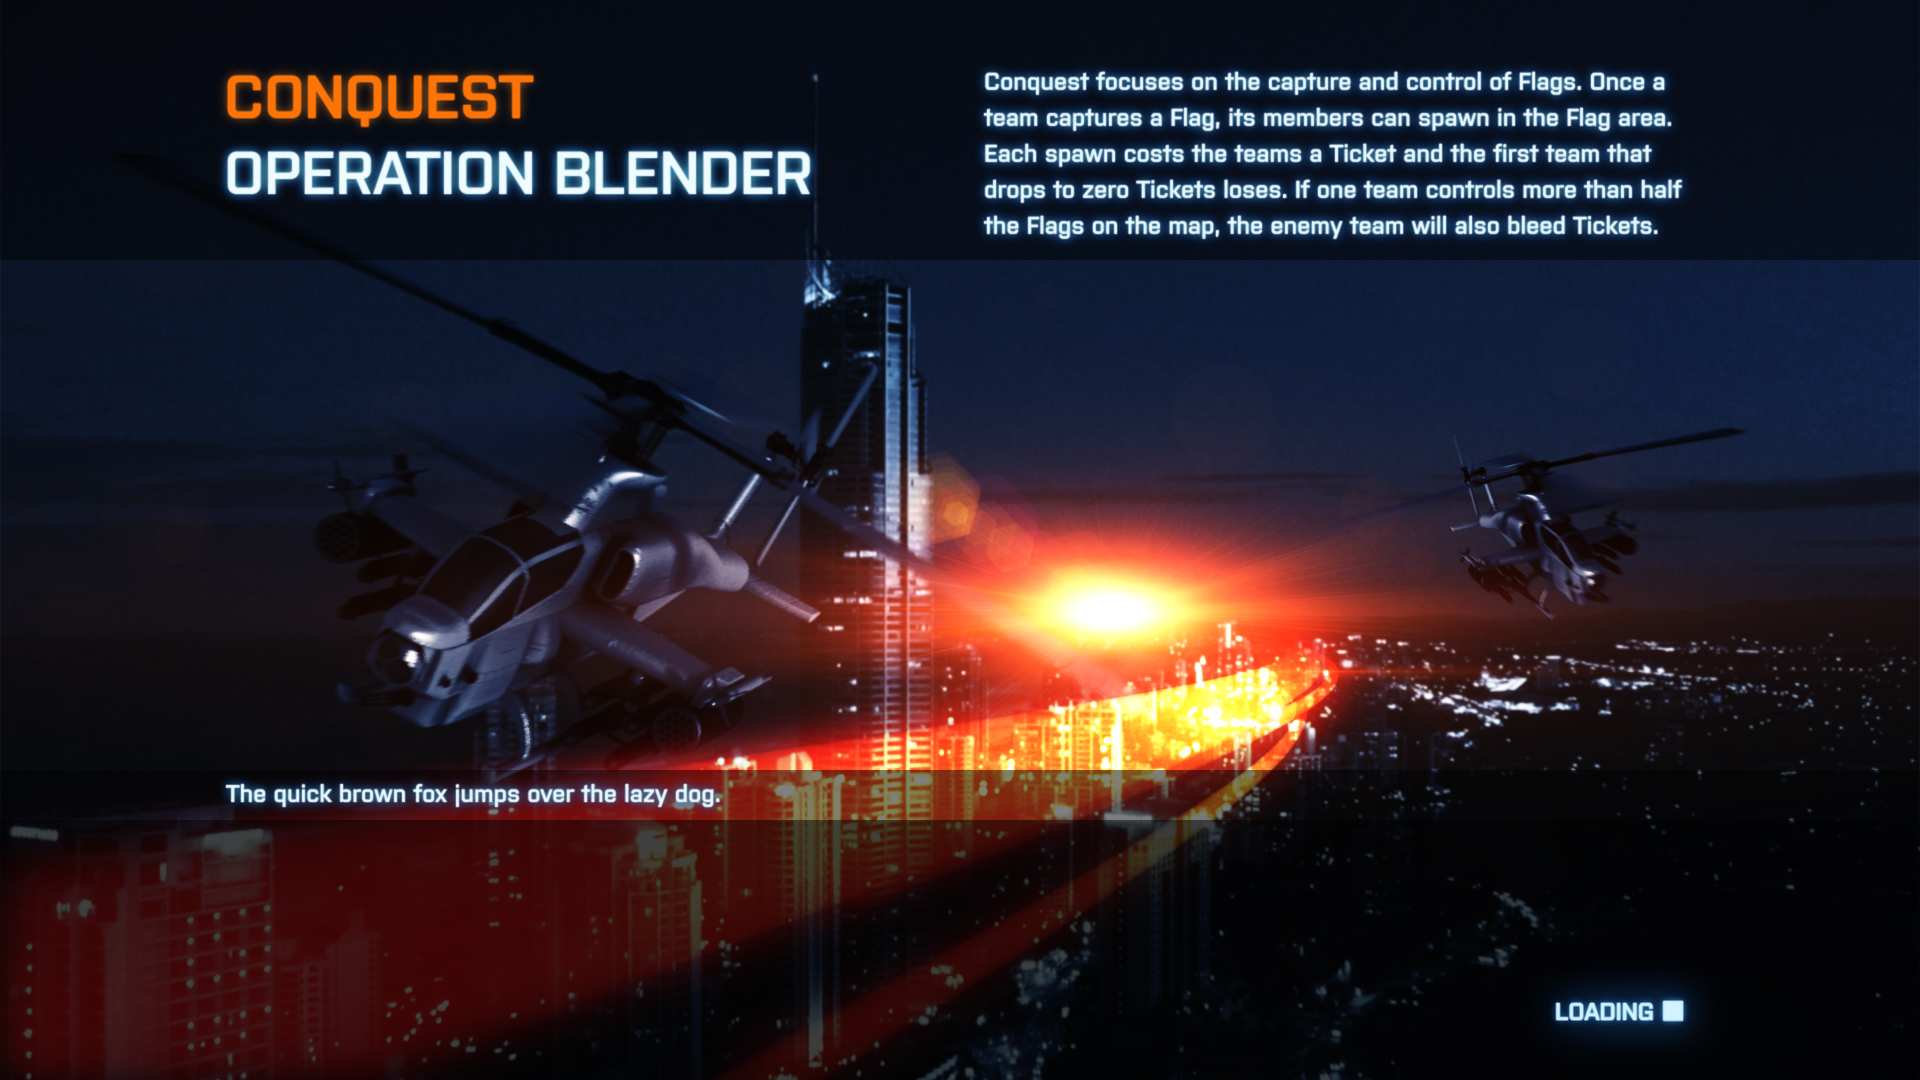 CONQUEST
OPERATION BLENDER
Conquest focuses on the capture and control of Flags. Once a
team captures a Flag, its members can spawn in the Flag area.
Each spawn costs the teams a Ticket and the first team that
drops to zero Tickets loses. If one team controls more than half
the Flags on the map, the enemy team will also bleed Tickets.
The quick brown fox jumps over the lazy dog.
LOADING